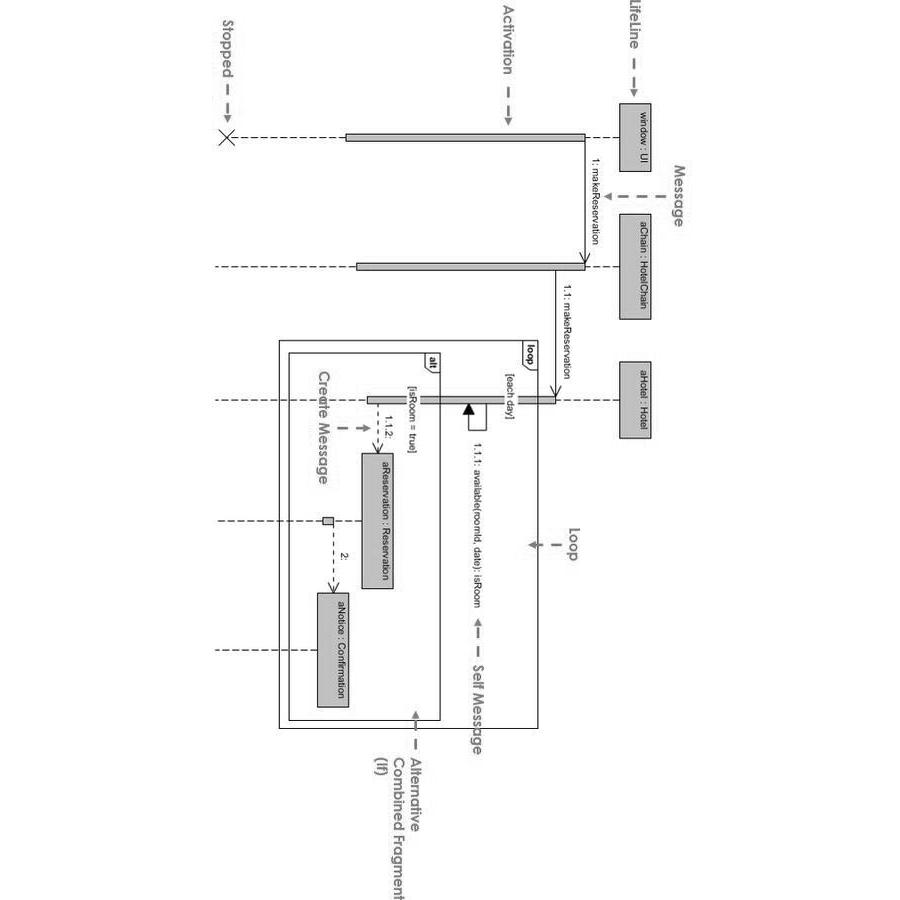 LifeLine
window : UI
aChain : HotelChain
aHotel : Hotel
Message
1: makeReservation
Activation
1.1: makeReservation
loop
[each day]
Loop
1.1.1: available(roomId, date): isRoom
Self Message
alt
[isRoom = true]
1.1.2:
aReservation : Reservation
Create Message
2:
aNotice : Confirmation
Alternative
Combined Fragment
(If)
Stopped